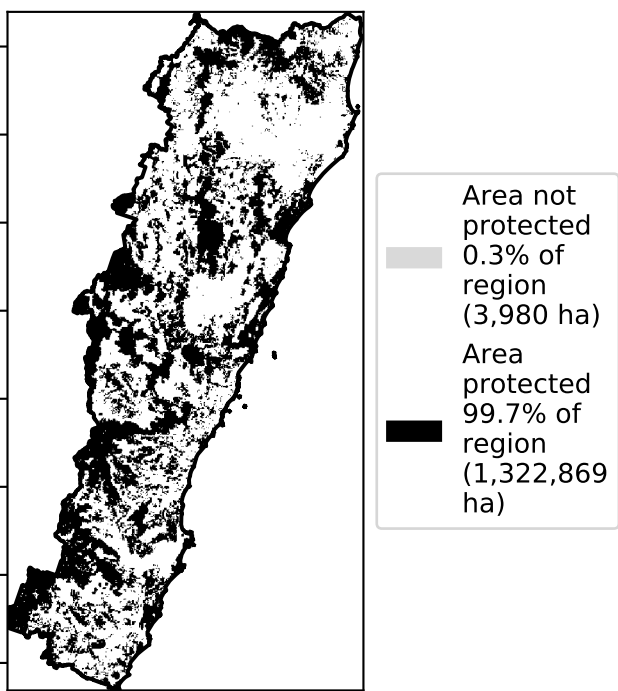 Area not
protected
0.3% of
region
(3,980 ha)
Area
protected
99.7% of
region
(1,322,869
ha)